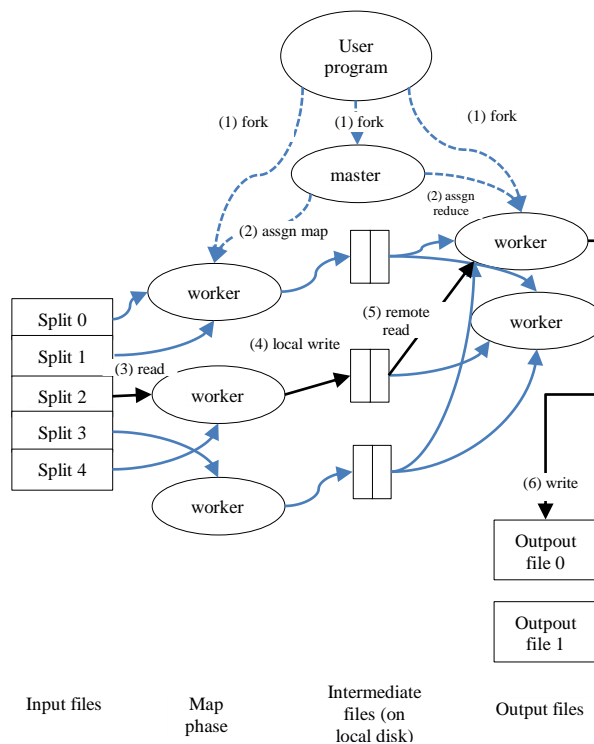 User
program
(1) fork
(1) fork
(1) fork
master
(2) assgn
reduce
(2) assgn map
worker
worker
(5) remote
read
worker
Split 0
Split 1
(4) local write
(3) read
Split 2
worker
Split 3
Split 4
worker
(6) write
Outpout
file 0
Outpout
file 1
Input files
Map
phase
Intermediate
files (on
local disk)
Output files